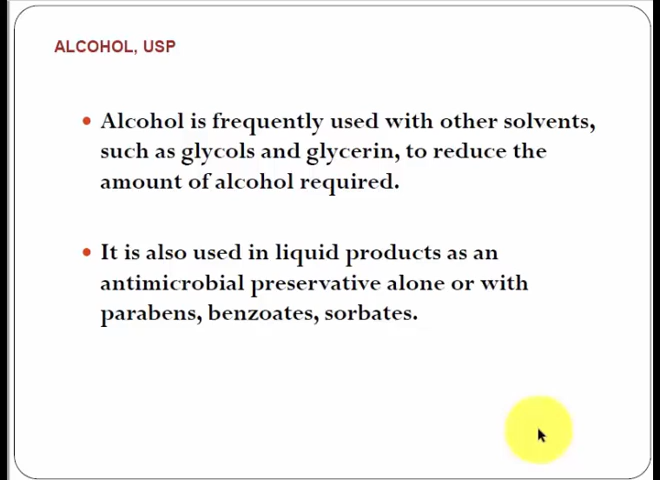 ALCOHOL, USP
• Alcohol is frequently used with other solvents,
such as glycols and glycerin, to reduce the
amount of alcohol required.
• It is also used in liquid products as an
antimicrobial preservative alone or with
parabens, benzoates, sorbates.